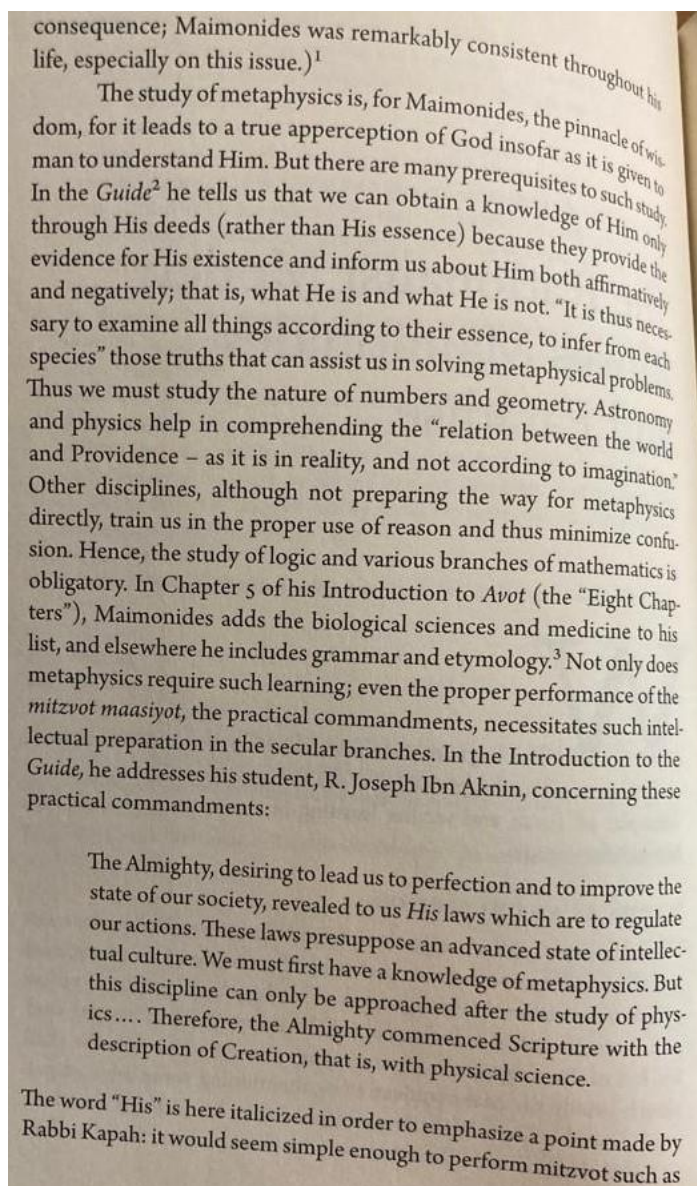 consequence; Maimonides was remarkably consistent throughout his
life, especially on this issue.)¹
The study of metaphysics is, for Maimonides, the pinnacle of wis-
dom, for it leads to a true apperception of God insofar as it is given to
man to understand Him. But there are many prerequisites to such study.
In the Guide² he tells us that we can obtain a knowledge of Him only
through His deeds (rather than His essence) because they provide the
evidence for His existence and inform us about Him both affirmatively
and negatively; that is, what He is and what He is not. “It is thus neces-
sary to examine all things according to their essence, to infer from each
species” those truths that can assist us in solving metaphysical problems.
Thus we must study the nature of numbers and geometry. Astronomy
and physics help in comprehending the “relation between the world
and Providence – as it is in reality, and not according to imagination.”
Other disciplines, although not preparing the way for metaphysics
directly, train us in the proper use of reason and thus minimize confu-
sion. Hence, the study of logic and various branches of mathematics is
obligatory. In Chapter 5 of his Introduction to Avot (the “Eight Chap-
ters”), Maimonides adds the biological sciences and medicine to his
list, and elsewhere he includes grammar and etymology.³ Not only does
metaphysics require such learning; even the proper performance of the
mitzvot maasiyot, the practical commandments, necessitates such intel-
lectual preparation in the secular branches. In the Introduction to the
Guide, he addresses his student, R. Joseph Ibn Aknin, concerning these
practical commandments:
The Almighty, desiring to lead us to perfection and to improve the
state of our society, revealed to us His laws which are to regulate
our actions. These laws presuppose an advanced state of intellec-
tual culture. We must first have a knowledge of metaphysics. But
this discipline can only be approached after the study of phys-
ics.... Therefore, the Almighty commenced Scripture with the
description of Creation, that is, with physical science.
The word “His” is here italicized in order to emphasize a point made by
Rabbi Kapah: it would seem simple enough to perform mitzvot such as